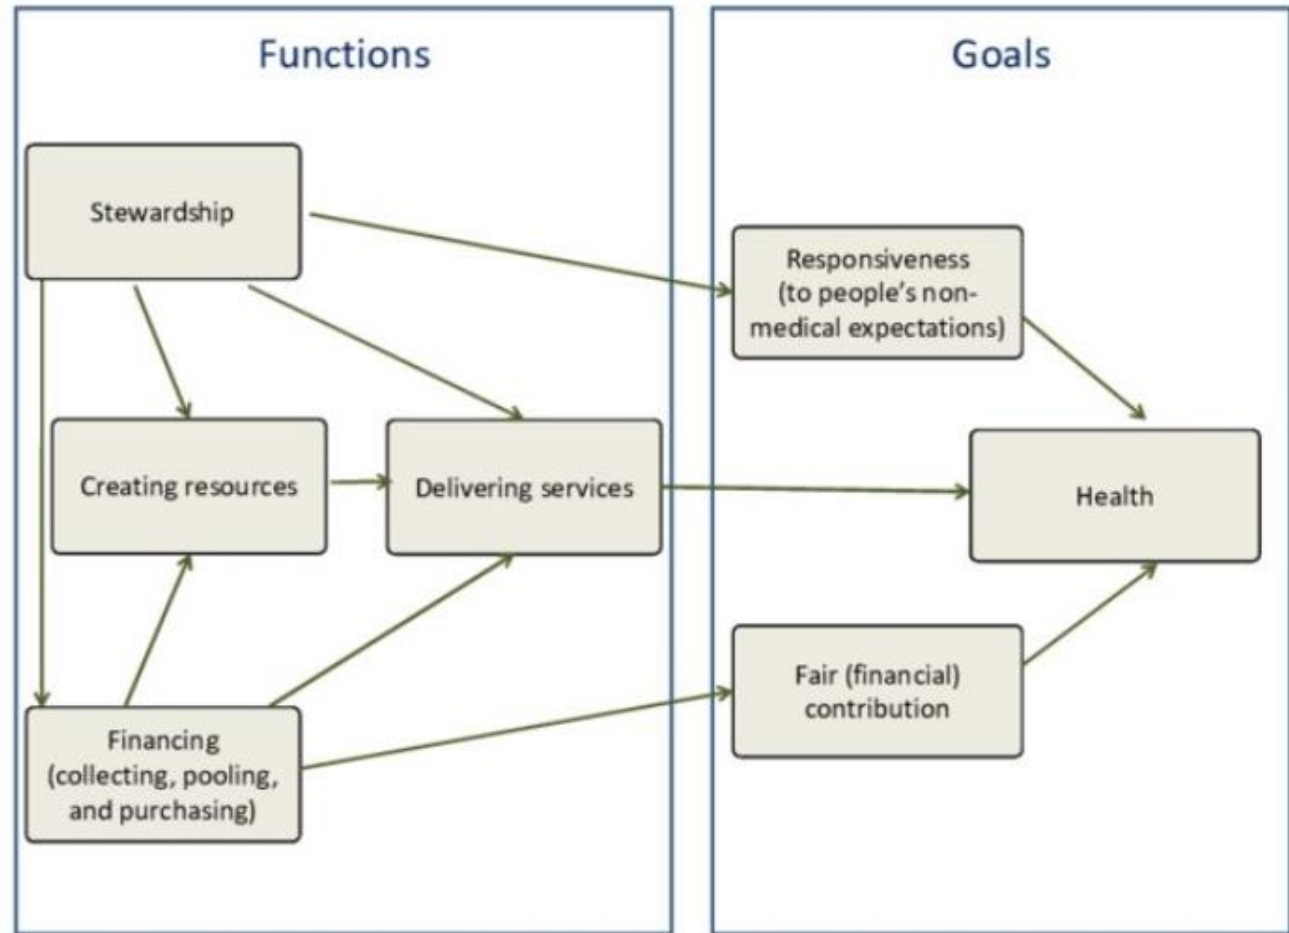 Functions
Stewardship
Creating resources
Delivering services
Financing
(collecting, pooling,
and purchasing)
Goals
Responsiveness
(to people's non-
medical expectations)
Health
Fair (financial)
contribution